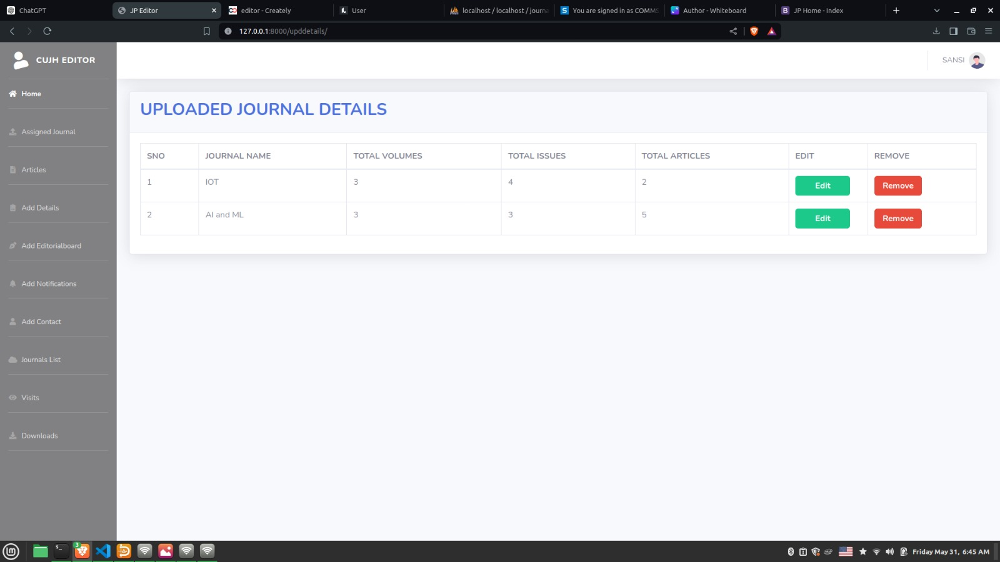 ChatGPT
JP Editor
editor - Creately
User
localhost / localhost / journa
You are signed in as COMMS
Author - Whiteboard
JP Home - Index
127.0.0.1:8000/upddetails/
CUJH EDITOR
SANSI
Home
Assigned Journal
Articles
Add Details
Add Editorialboard
Add Notifications
Add Contact
Journals List
Visits
Downloads
UPLOADED JOURNAL DETAILS
SNO JOURNAL NAME TOTAL VOLUMES TOTAL ISSUES TOTAL ARTICLES EDIT REMOVE
1 IOT 3 4 2 Edit Remove
2 AI and ML 3 3 5 Edit Remove
3
Friday May 31, 6:45 AM